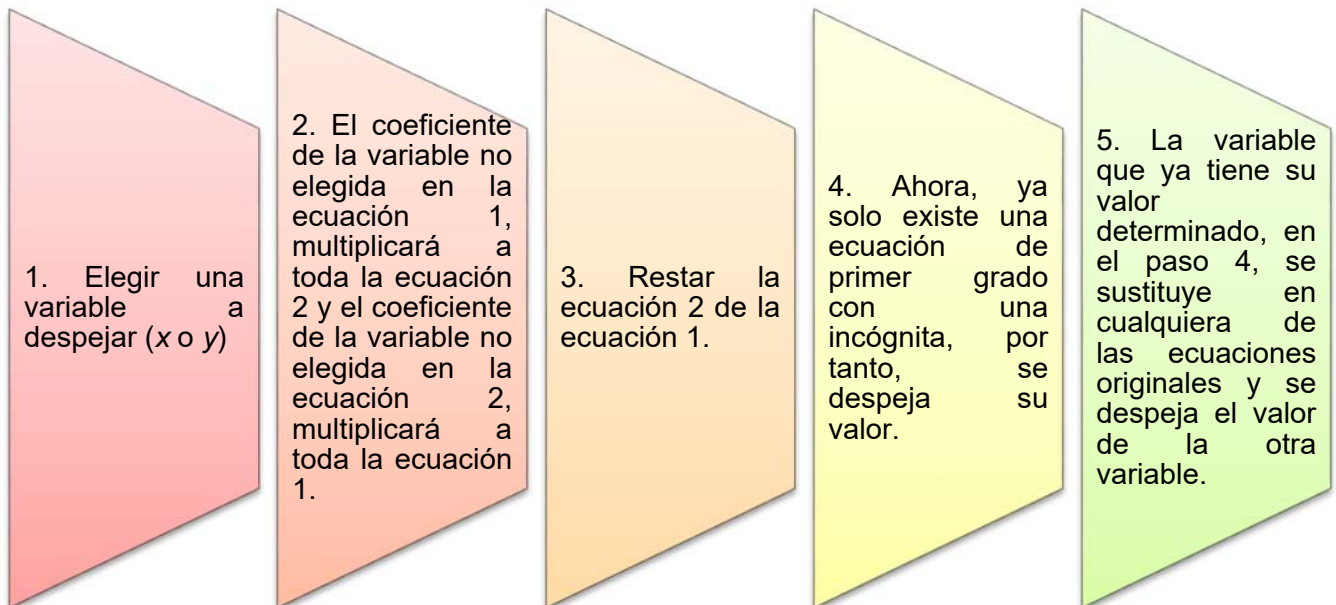 1. Elegir una
variable a
despejar (x o y)
2. El coeficiente
de la variable no
elegida en la
ecuación 1,
multiplicará a
toda la ecuación
2 y el coeficiente
de la variable no
elegida en la
ecuación 2,
multiplicará a
toda la ecuación
1.
3. Restar la
ecuación 2 de la
ecuación 1.
4. Ahora, ya
solo existe una
ecuación de
primer grado
con una
incógnita, por
tanto, se
despeja su
valor.
5. La variable
que ya tiene su
valor
determinado, en
el paso 4, se
sustituye en
cualquiera de
las ecuaciones
originales y se
despeja el valor
de la otra
variable.